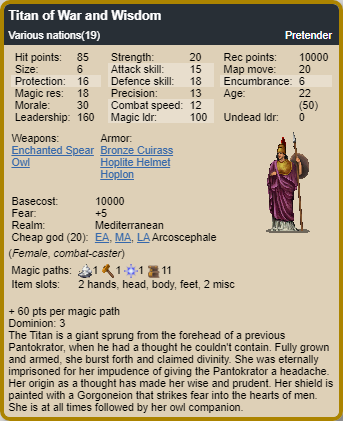 Titan of War and Wisdom
Various nations(19) Pretender
Hit points: 85 Strength: 20 Rec points: 10000
Size: 6 Attack skill: 15 Map move: 20
Protection: 16 Defence skill: 18 Encumbrance: 6
Magic res: 18 Precision: 13 Age: 22
Morale: 30 Combat speed: 12 (50)
Leadership: 160 Magic ldr: 100 Undead ldr: 0
Weapons: Armor:
Enchanted Spear Bronze Cuirass
Owl Hoplite Helmet
Hoplon
Basecost: 10000
Fear: +5
Realm: Mediterranean
Cheap god (20): EA, MA, LA Arcoscephale
(Female, combat-caster)
Magic paths: 1 1 1 11
Item slots: 2 hands, head, body, feet, 2 misc
+ 60 pts per magic path
Dominion: 3
The Titan is a giant sprung from the forehead of a previous
Pantokrator, when he had a thought he couldn't contain. Fully grown
and armed, she burst forth and claimed divinity. She was eternally
imprisoned for her impudence of giving the Pantokrator a headache.
Her origin as a thought has made her wise and prudent. Her shield is
painted with a Gorgoneion that strikes fear into the hearts of men.
She is at all times followed by her owl companion.